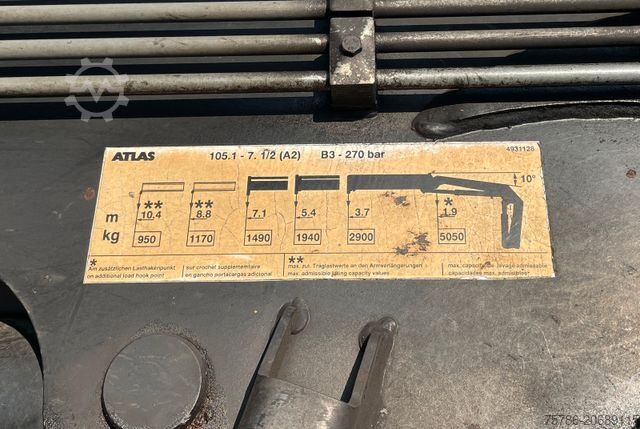 ATLAS 105.1 - 7. 1/2 (A2) B3 - 270 bar 4931128
10°
** ** *
m 10.4 8.8 7.1 5.4 3.7 1.9
kg 950 1170 1490 1940 2900 5050
* **
Am zusätzlichen Lasthakenpunkt sur crochet supplementaire max. zul. Traglastwerte an den Armverlängerungen max. capacité de levage admissible
on additional load hook point en gancho portacargas adicional max. admissible lifting capacity values capacidades max. admisibles
75786-20689115